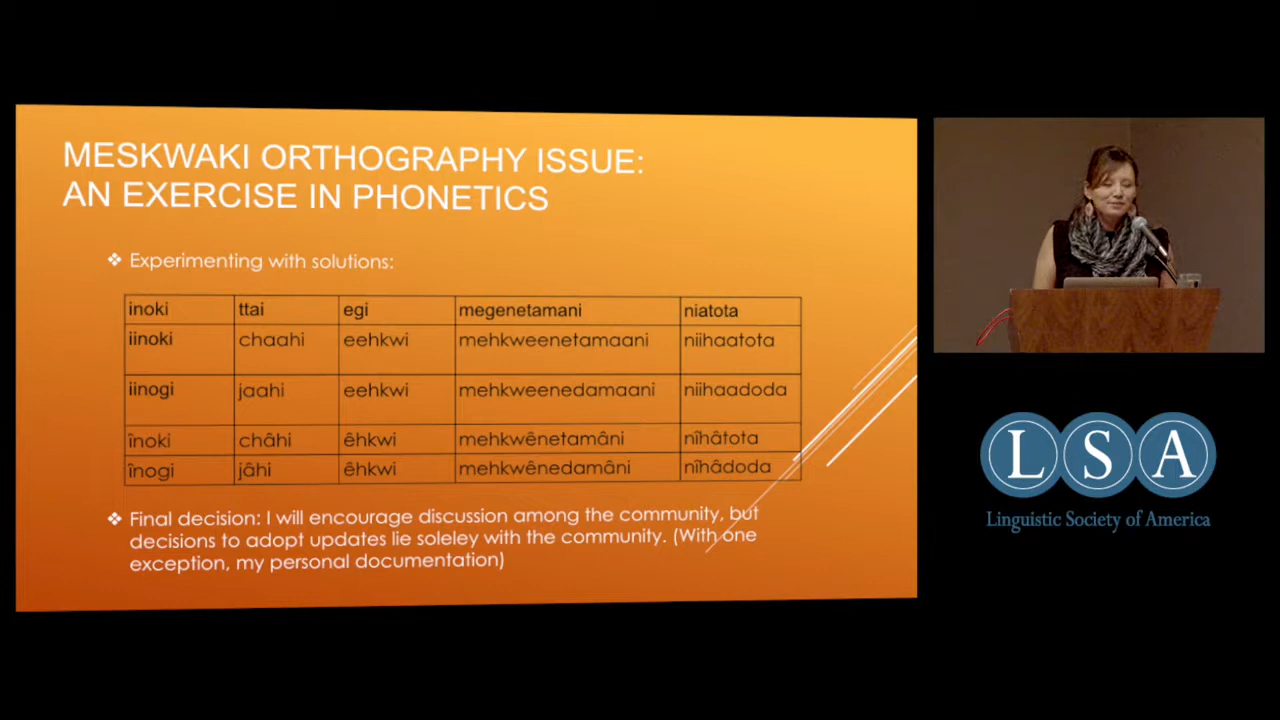 MESKWAKI ORTHOGRAPHY ISSUE:
AN EXERCISE IN PHONETICS
❖ Experimenting with solutions:
inoki ttai egi megenetamani niatota
iinoki chaahi eehkwi mehkweenetamaani niihaatota
iinogi jaahi eehkwi mehkweenedamaani niihaadoda
înoki châhi êhkwi mehkwênetamâni nîhâtota
înogi jâhi êhkwi mehkwênedamâni nîhâdoda
❖ Final decision: I will encourage discussion among the community, but
decisions to adopt updates lie soleley with the community. (With one
exception, my personal documentation)
LSA
Linguistic Society of America